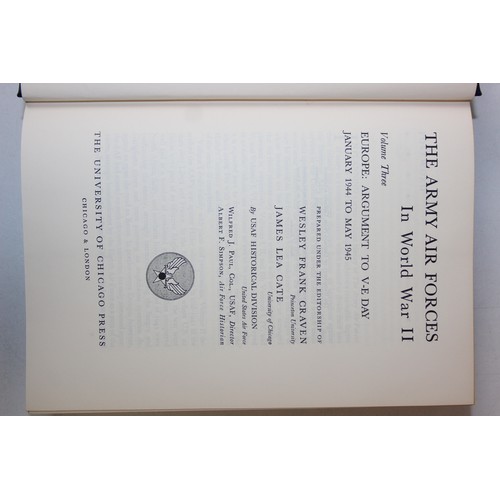 THE ARMY AIR FORCES
In World War II
Volume Three
EUROPE: ARGUMENT TO V-E DAY
JANUARY 1944 TO MAY 1945
PREPARED UNDER THE EDITORSHIP OF
WESLEY FRANK CRAVEN
Princeton University
JAMES LEA CATE
University of Chicago
By USAF HISTORICAL DIVISION
United States Air Force
WILFRED J. PAUL, COL., USAF, Director
ALBERT F. SIMPSON, Air Force Historian
THE UNIVERSITY OF CHICAGO PRESS
CHICAGO & LONDON